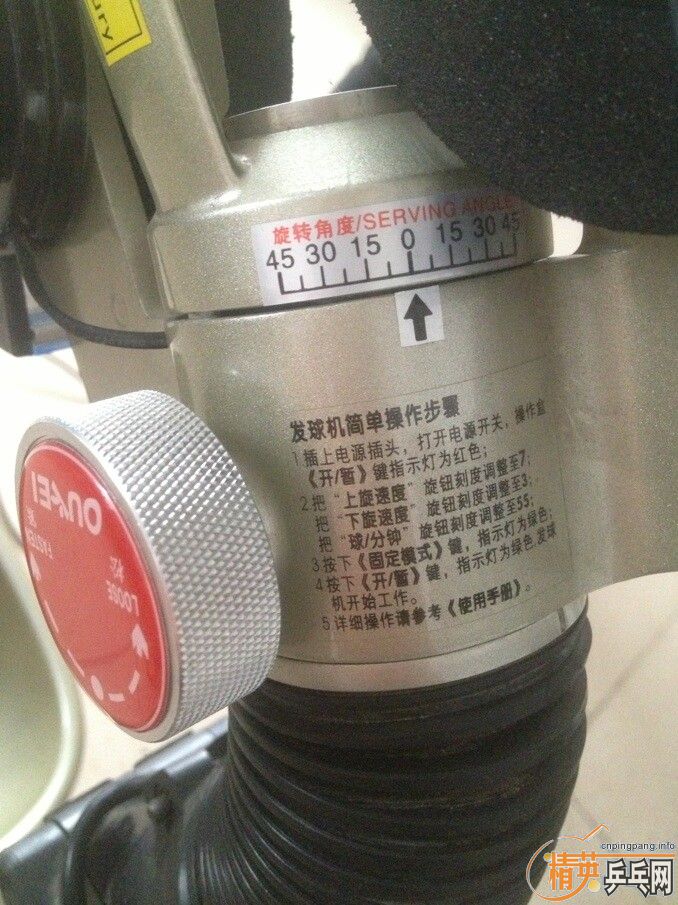 ury
旋转角度/SERVING ANGLE
45 30 15 0 15 30 45
发球机简单操作步骤
1插上电源插头，打开电源开关，操作盒
《开/暂》键指示灯为红色；
2把“上旋速度”旋钮刻度调整至7；
把“下旋速度”旋钮刻度调整至3；
把“球/分钟”旋钮刻度调整至55；
3按下《固定模式》键，指示灯为绿色；
4按下《开/暂》键，指示灯为绿色,发球
机开始工作。
5详细操作请参考《使用手册》。
OUKEI
FASTEN
松
LOOSE
cnpingpang.info
精英乒乓网